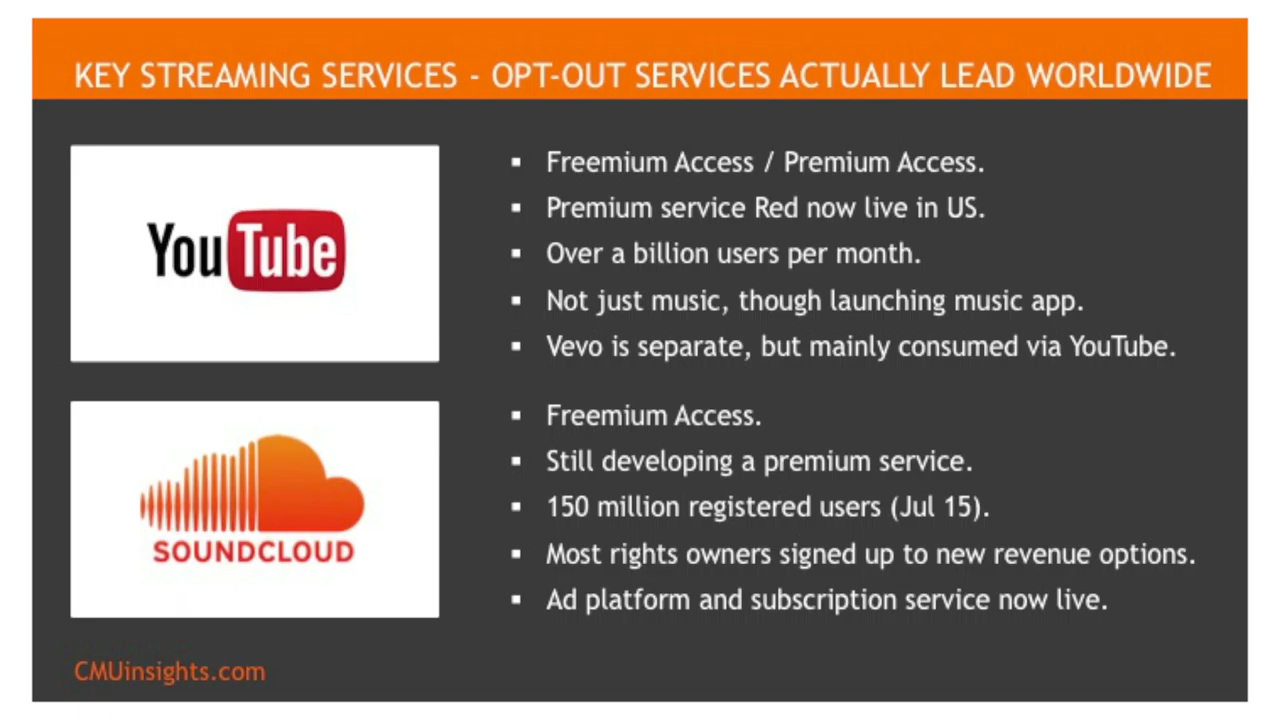 KEY STREAMING SERVICES - OPT-OUT SERVICES ACTUALLY LEAD WORLDWIDE
YouTube
▪ Freemium Access / Premium Access.
▪ Premium service Red now live in US.
▪ Over a billion users per month.
▪ Not just music, though launching music app.
▪ Vevo is separate, but mainly consumed via YouTube.
SOUNDCLOUD
▪ Freemium Access.
▪ Still developing a premium service.
▪ 150 million registered users (Jul 15).
▪ Most rights owners signed up to new revenue options.
▪ Ad platform and subscription service now live.
CMUinsights.com